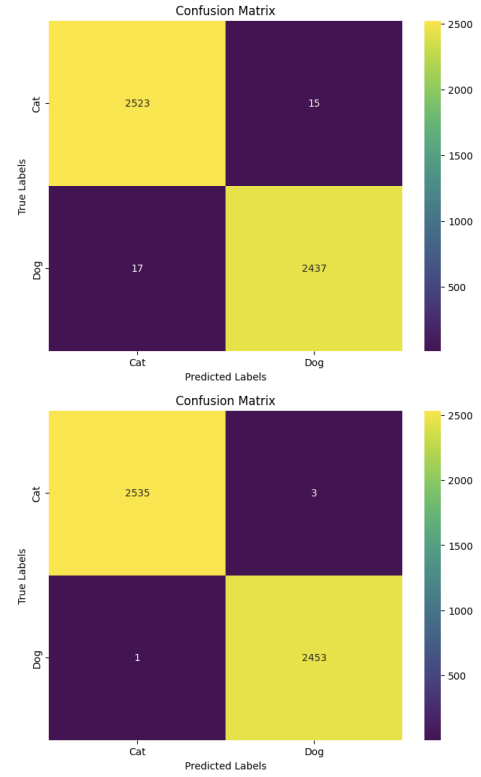 Confusion Matrix
2500
Cat
2523
15
2000
True Labels
1500
1000
Dog
17
2437
500
Cat
Dog
Predicted Labels
Confusion Matrix
2500
Cat
2535
3
2000
True Labels
1500
1000
Dog
1
2453
500
Cat
Dog
Predicted Labels